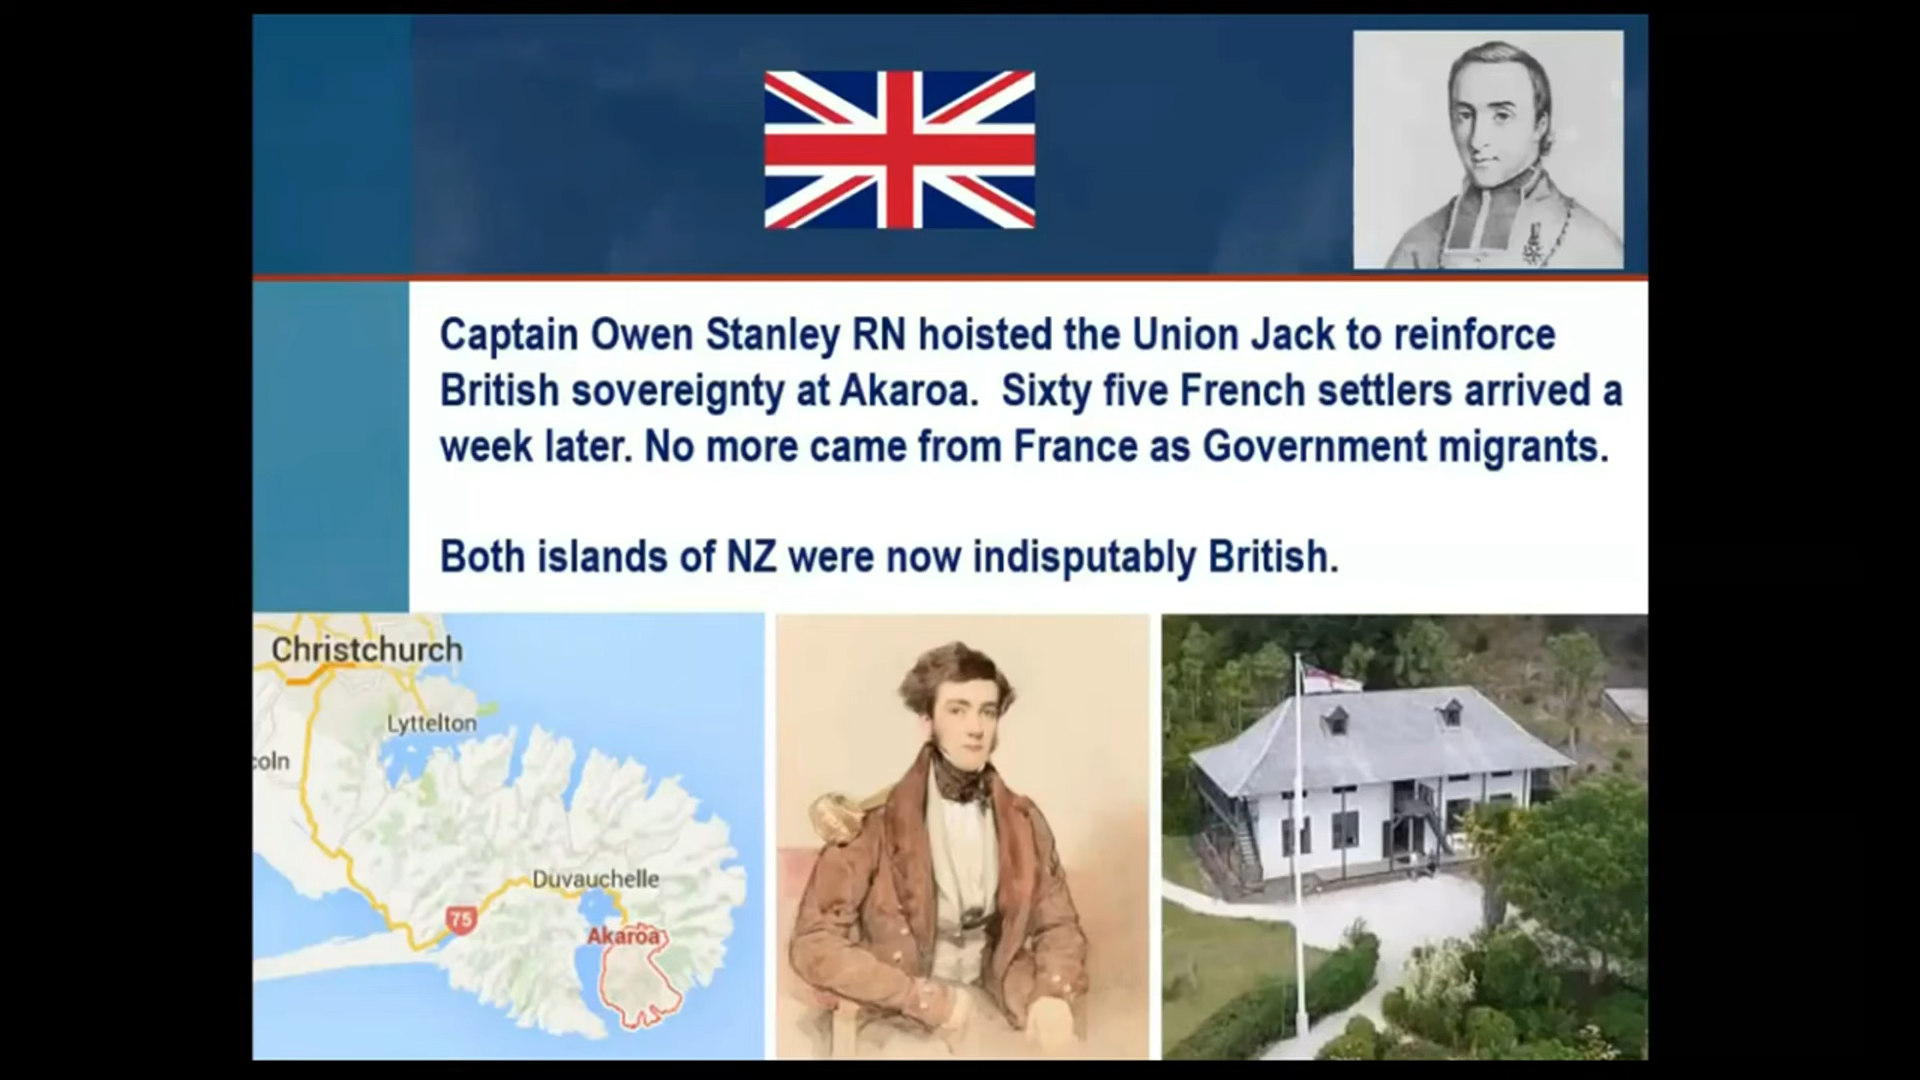 Captain Owen Stanley RN hoisted the Union Jack to reinforce
British sovereignty at Akaroa.  Sixty five French settlers arrived a
week later. No more came from France as Government migrants.
Both islands of NZ were now indisputably British.
Christchurch
Lyttelton
coln
Duvauchelle
75
Akaroa